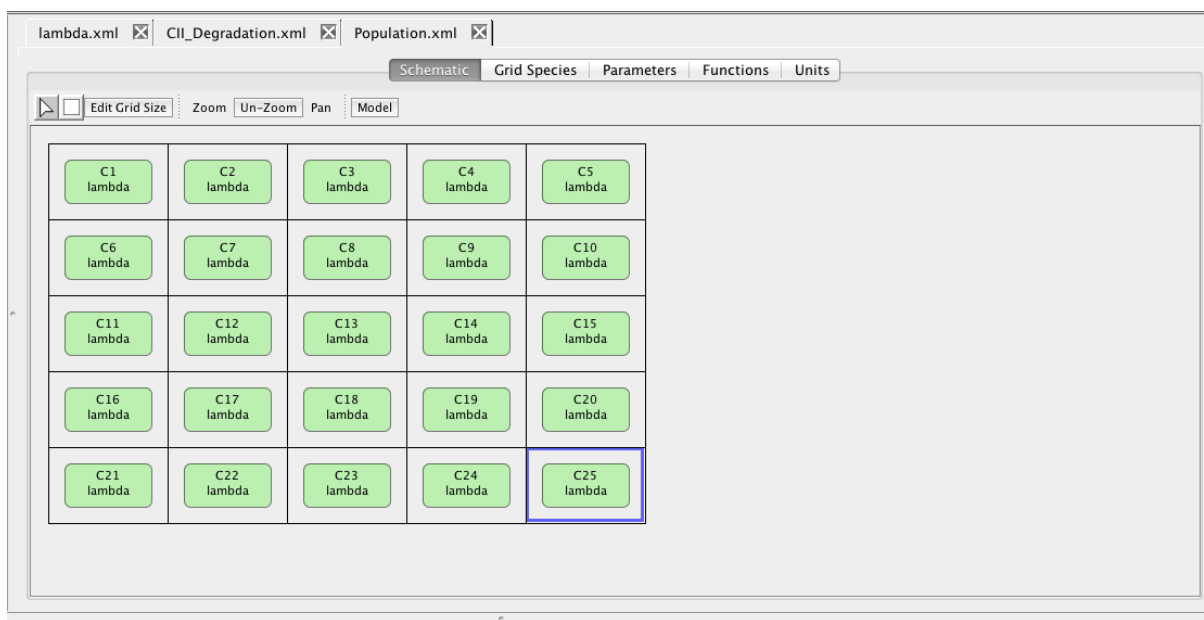 lambda.xml CII_Degradation.xml Population.xml
Schematic Grid Species Parameters Functions Units
Edit Grid Size Zoom Un-Zoom Pan Model
C1 C2 C3 C4 C5
lambda lambda lambda lambda lambda
C6 C7 C8 C9 C10
lambda lambda lambda lambda lambda
C11 C12 C13 C14 C15
lambda lambda lambda lambda lambda
C16 C17 C18 C19 C20
lambda lambda lambda lambda lambda
C21 C22 C23 C24 C25
lambda lambda lambda lambda lambda